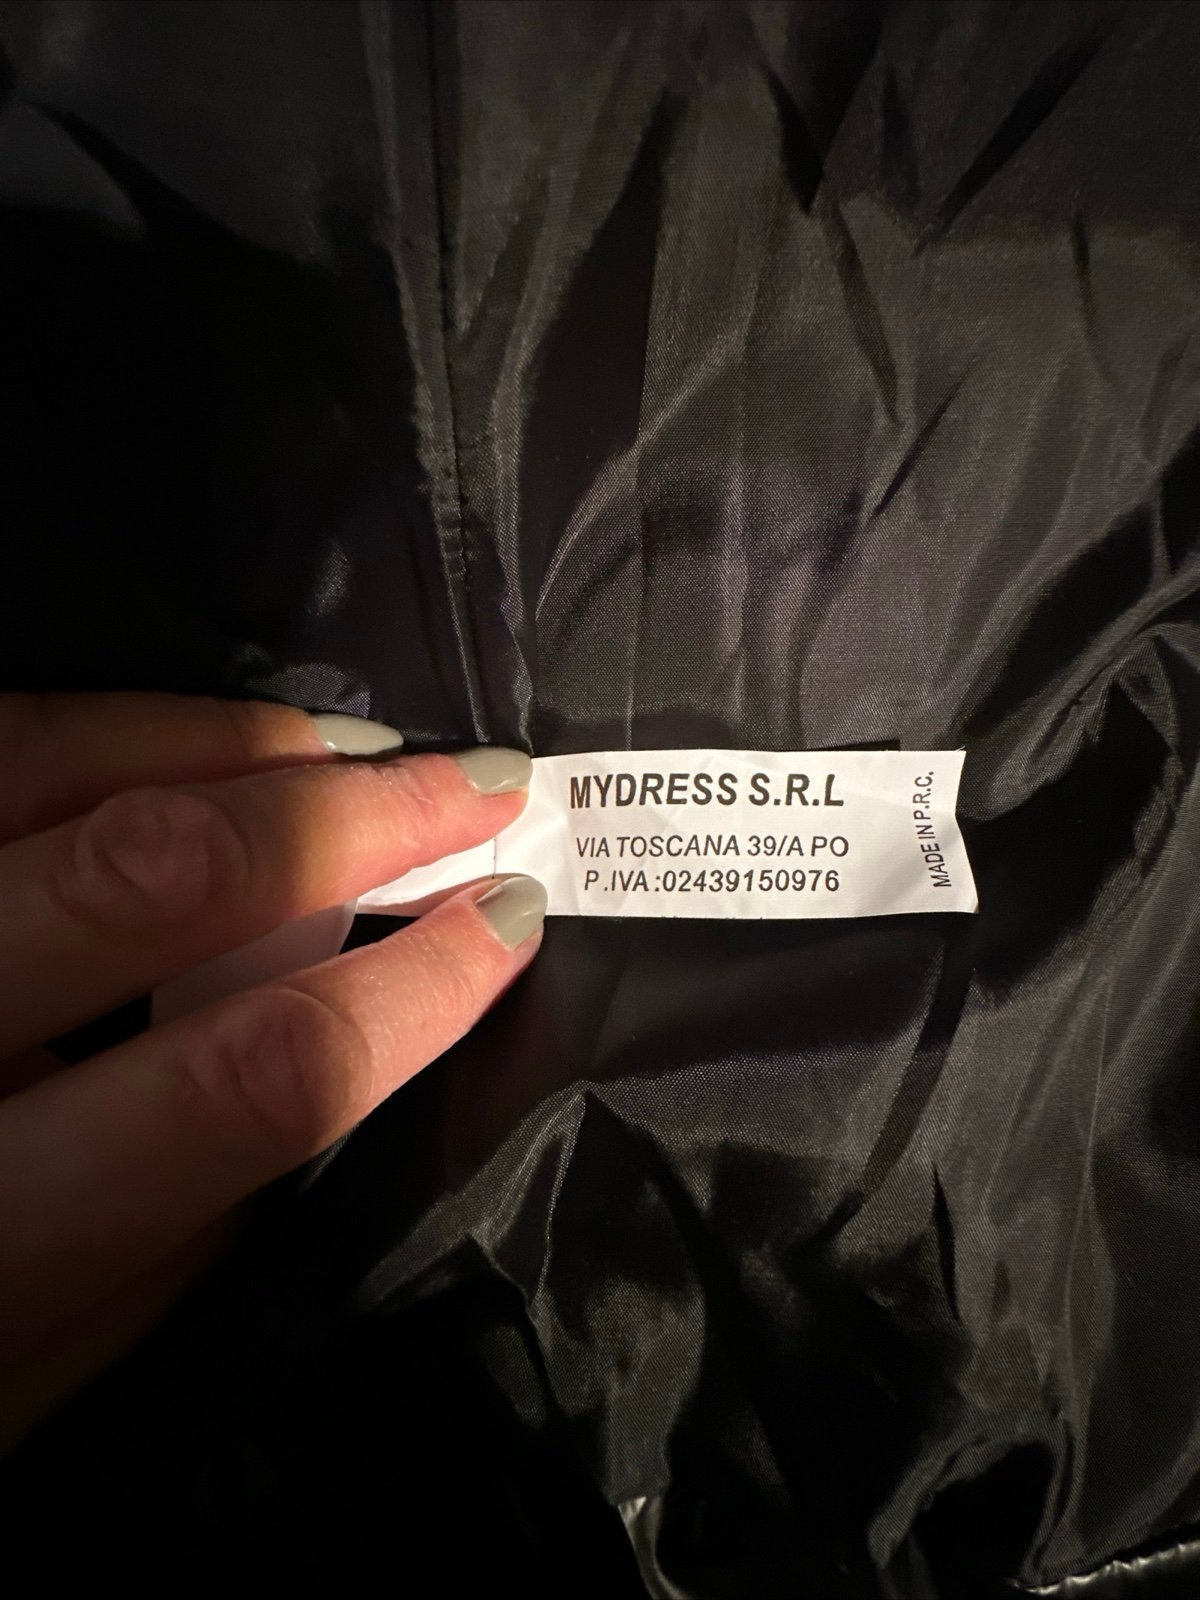 MYDRESS S.R.L
VIA TOSCANA 39/A PO
P.IVA:02439150976
MADE IN P.R.C.